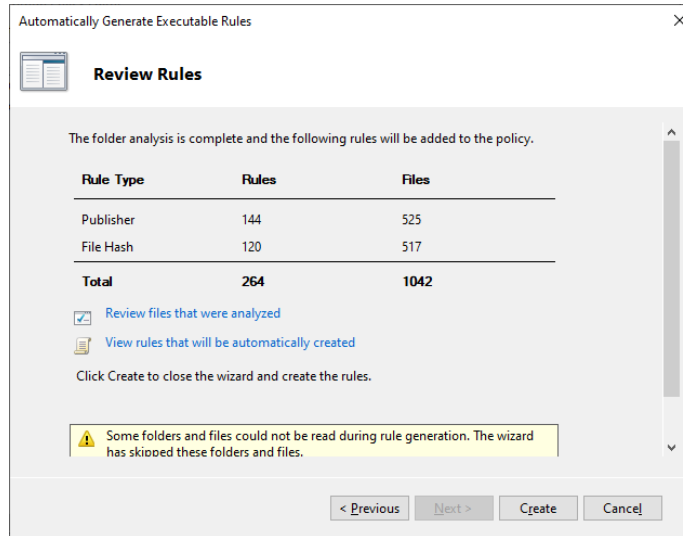 Automatically Generate Executable Rules
Review Rules
The folder analysis is complete and the following rules will be added to the policy.
Rule Type Rules Files
Publisher 144 525
File Hash 120 517
Total 264 1042
Review files that were analyzed
View rules that will be automatically created
Click Create to close the wizard and create the rules.
Some folders and files could not be read during rule generation. The wizard
has skipped these folders and files.
< Previous Next > Create Cancel